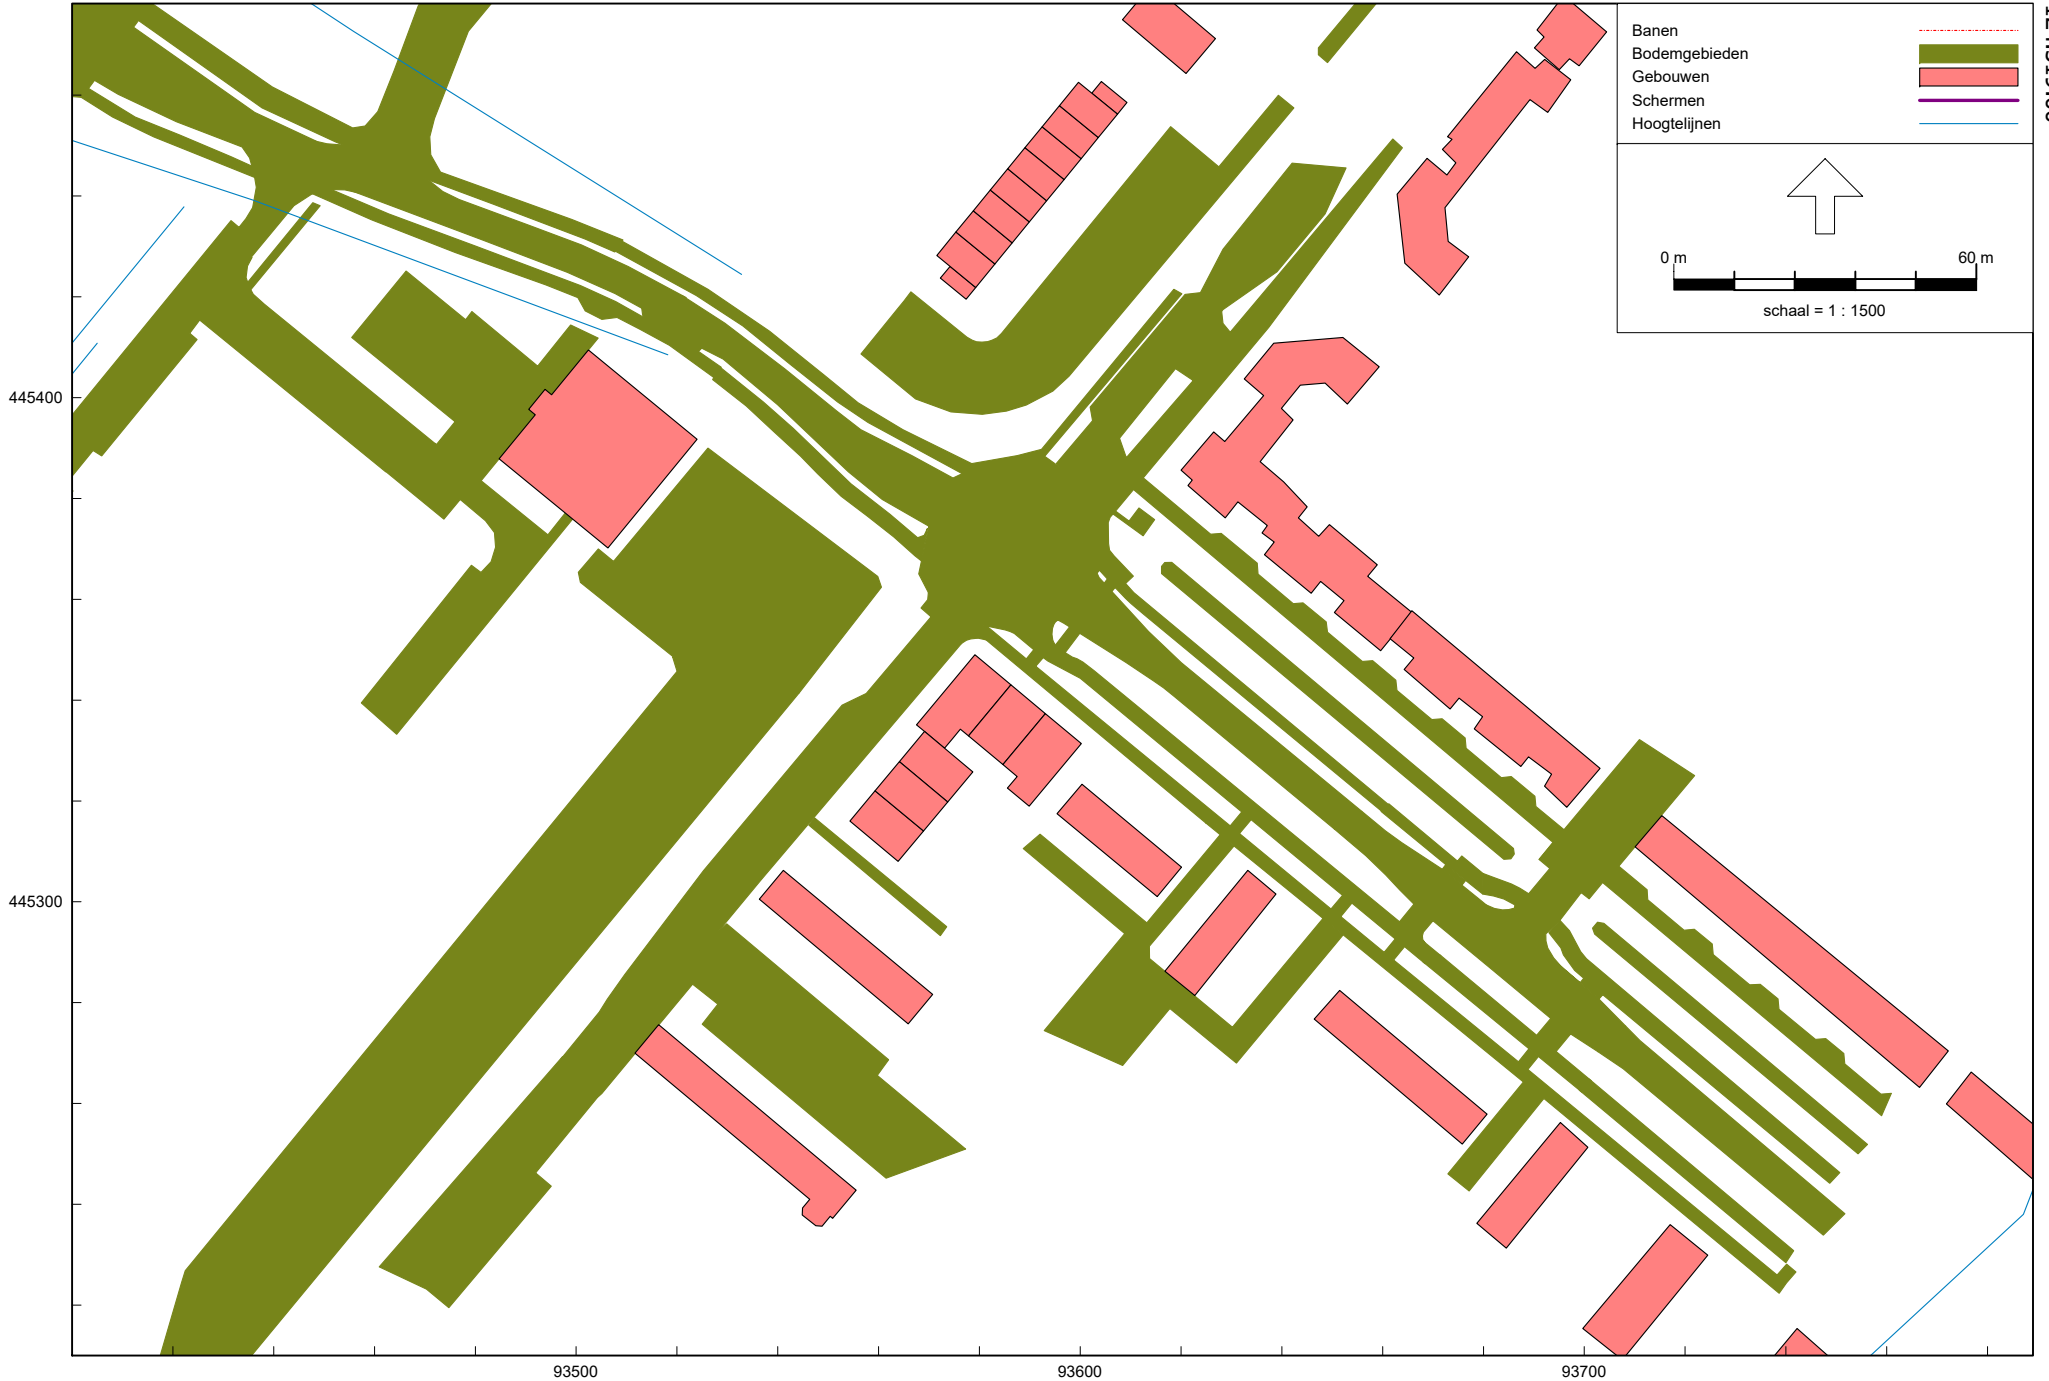 Banen
Bodemgebieden
Gebouwen
Schermen
Hoogtelijnen
0 m 60 m
schaal = 1 : 1500
445400
445300
93500 93600 93700